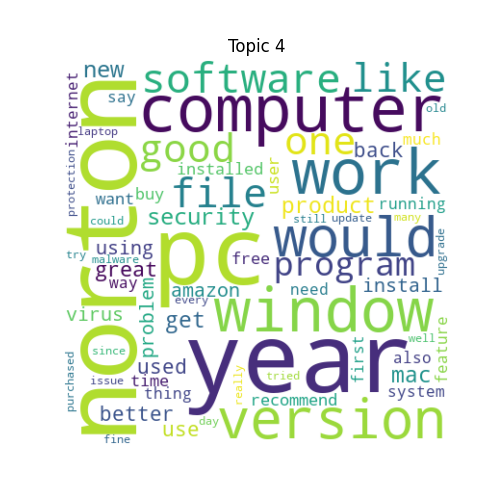 Topic 4
new
say
internet
laptop
software
like
old
computer
one
back
much
good
work
installed
user
file
product
running
want
buy
security
still
update
many
could
protection
norton
pc
would
upgrade
using
try
malware
great
way
free
program
install
problem
amazon
need
window
virus
get
every
year
version
since
used
first
well
feature
also
mac
purchased
issue
time
thing
really
tried
system
better
recommend
use
day
fine